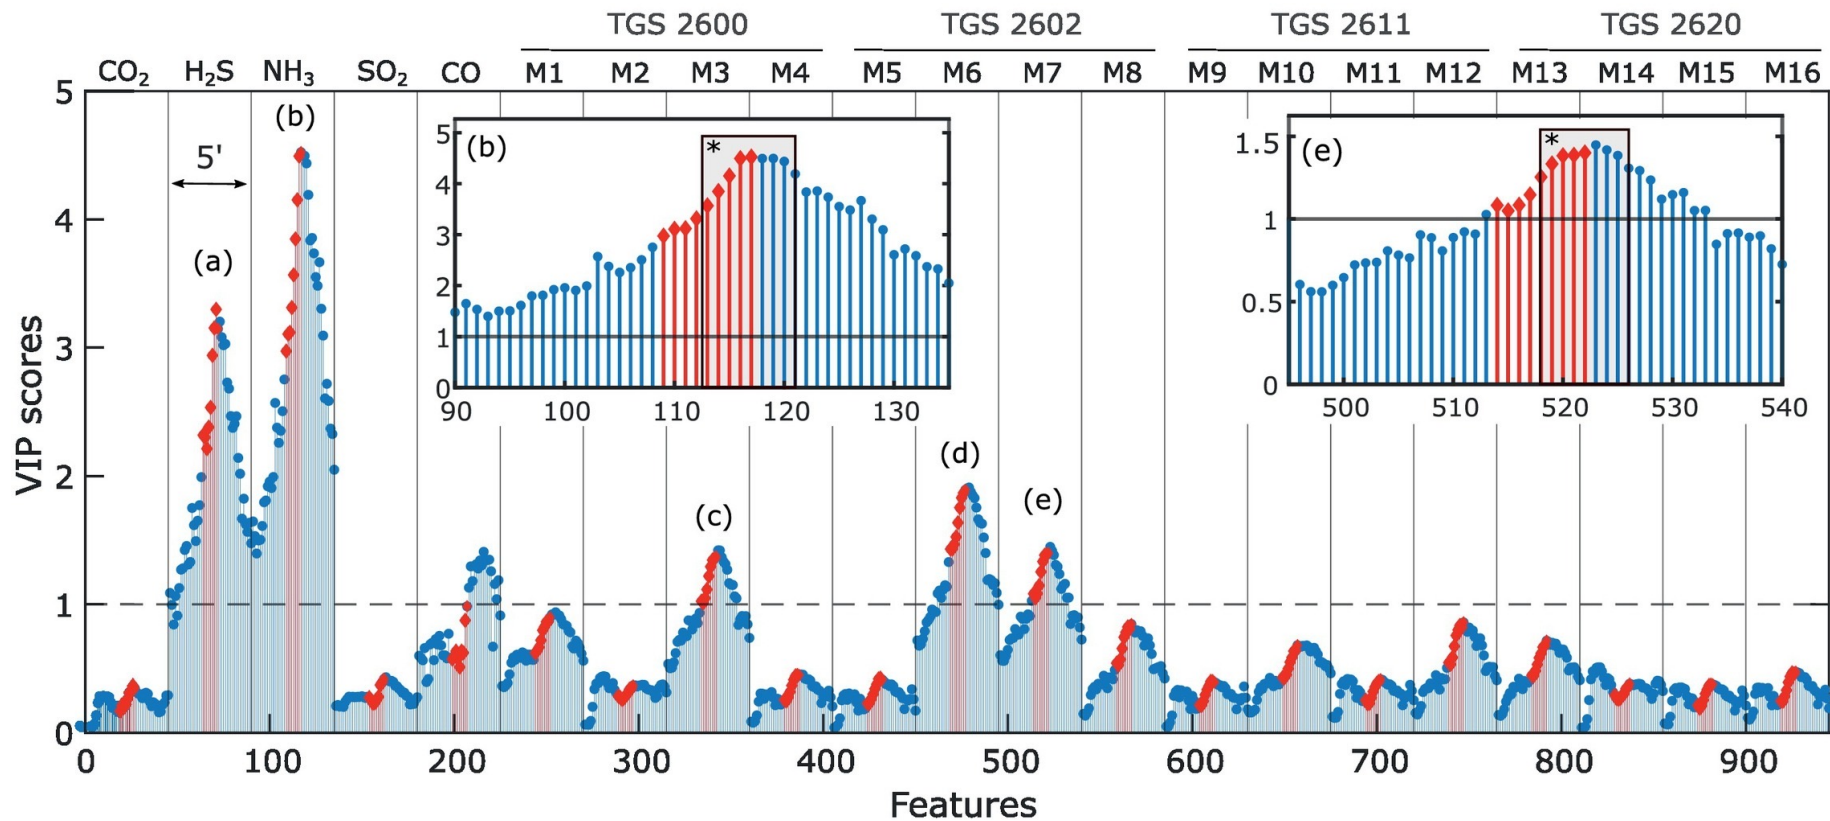 TGS 2600 TGS 2602 TGS 2611 TGS 2620
CO₂ H₂S NH₃ SO₂ CO M1 M2 M3 M4 M5 M6 M7 M8 M9 M10 M11 M12 M13 M14 M15 M16
5
4
3
2
1
0
VIP scores
5'
(a)
(b)
(c)
(d)
(e)
(b)
*
5
4
3
2
1
0
90 100 110 120 130
(e)
*
1.5
1
0.5
0
500 510 520 530 540
0 100 200 300 400 500 600 700 800 900
Features